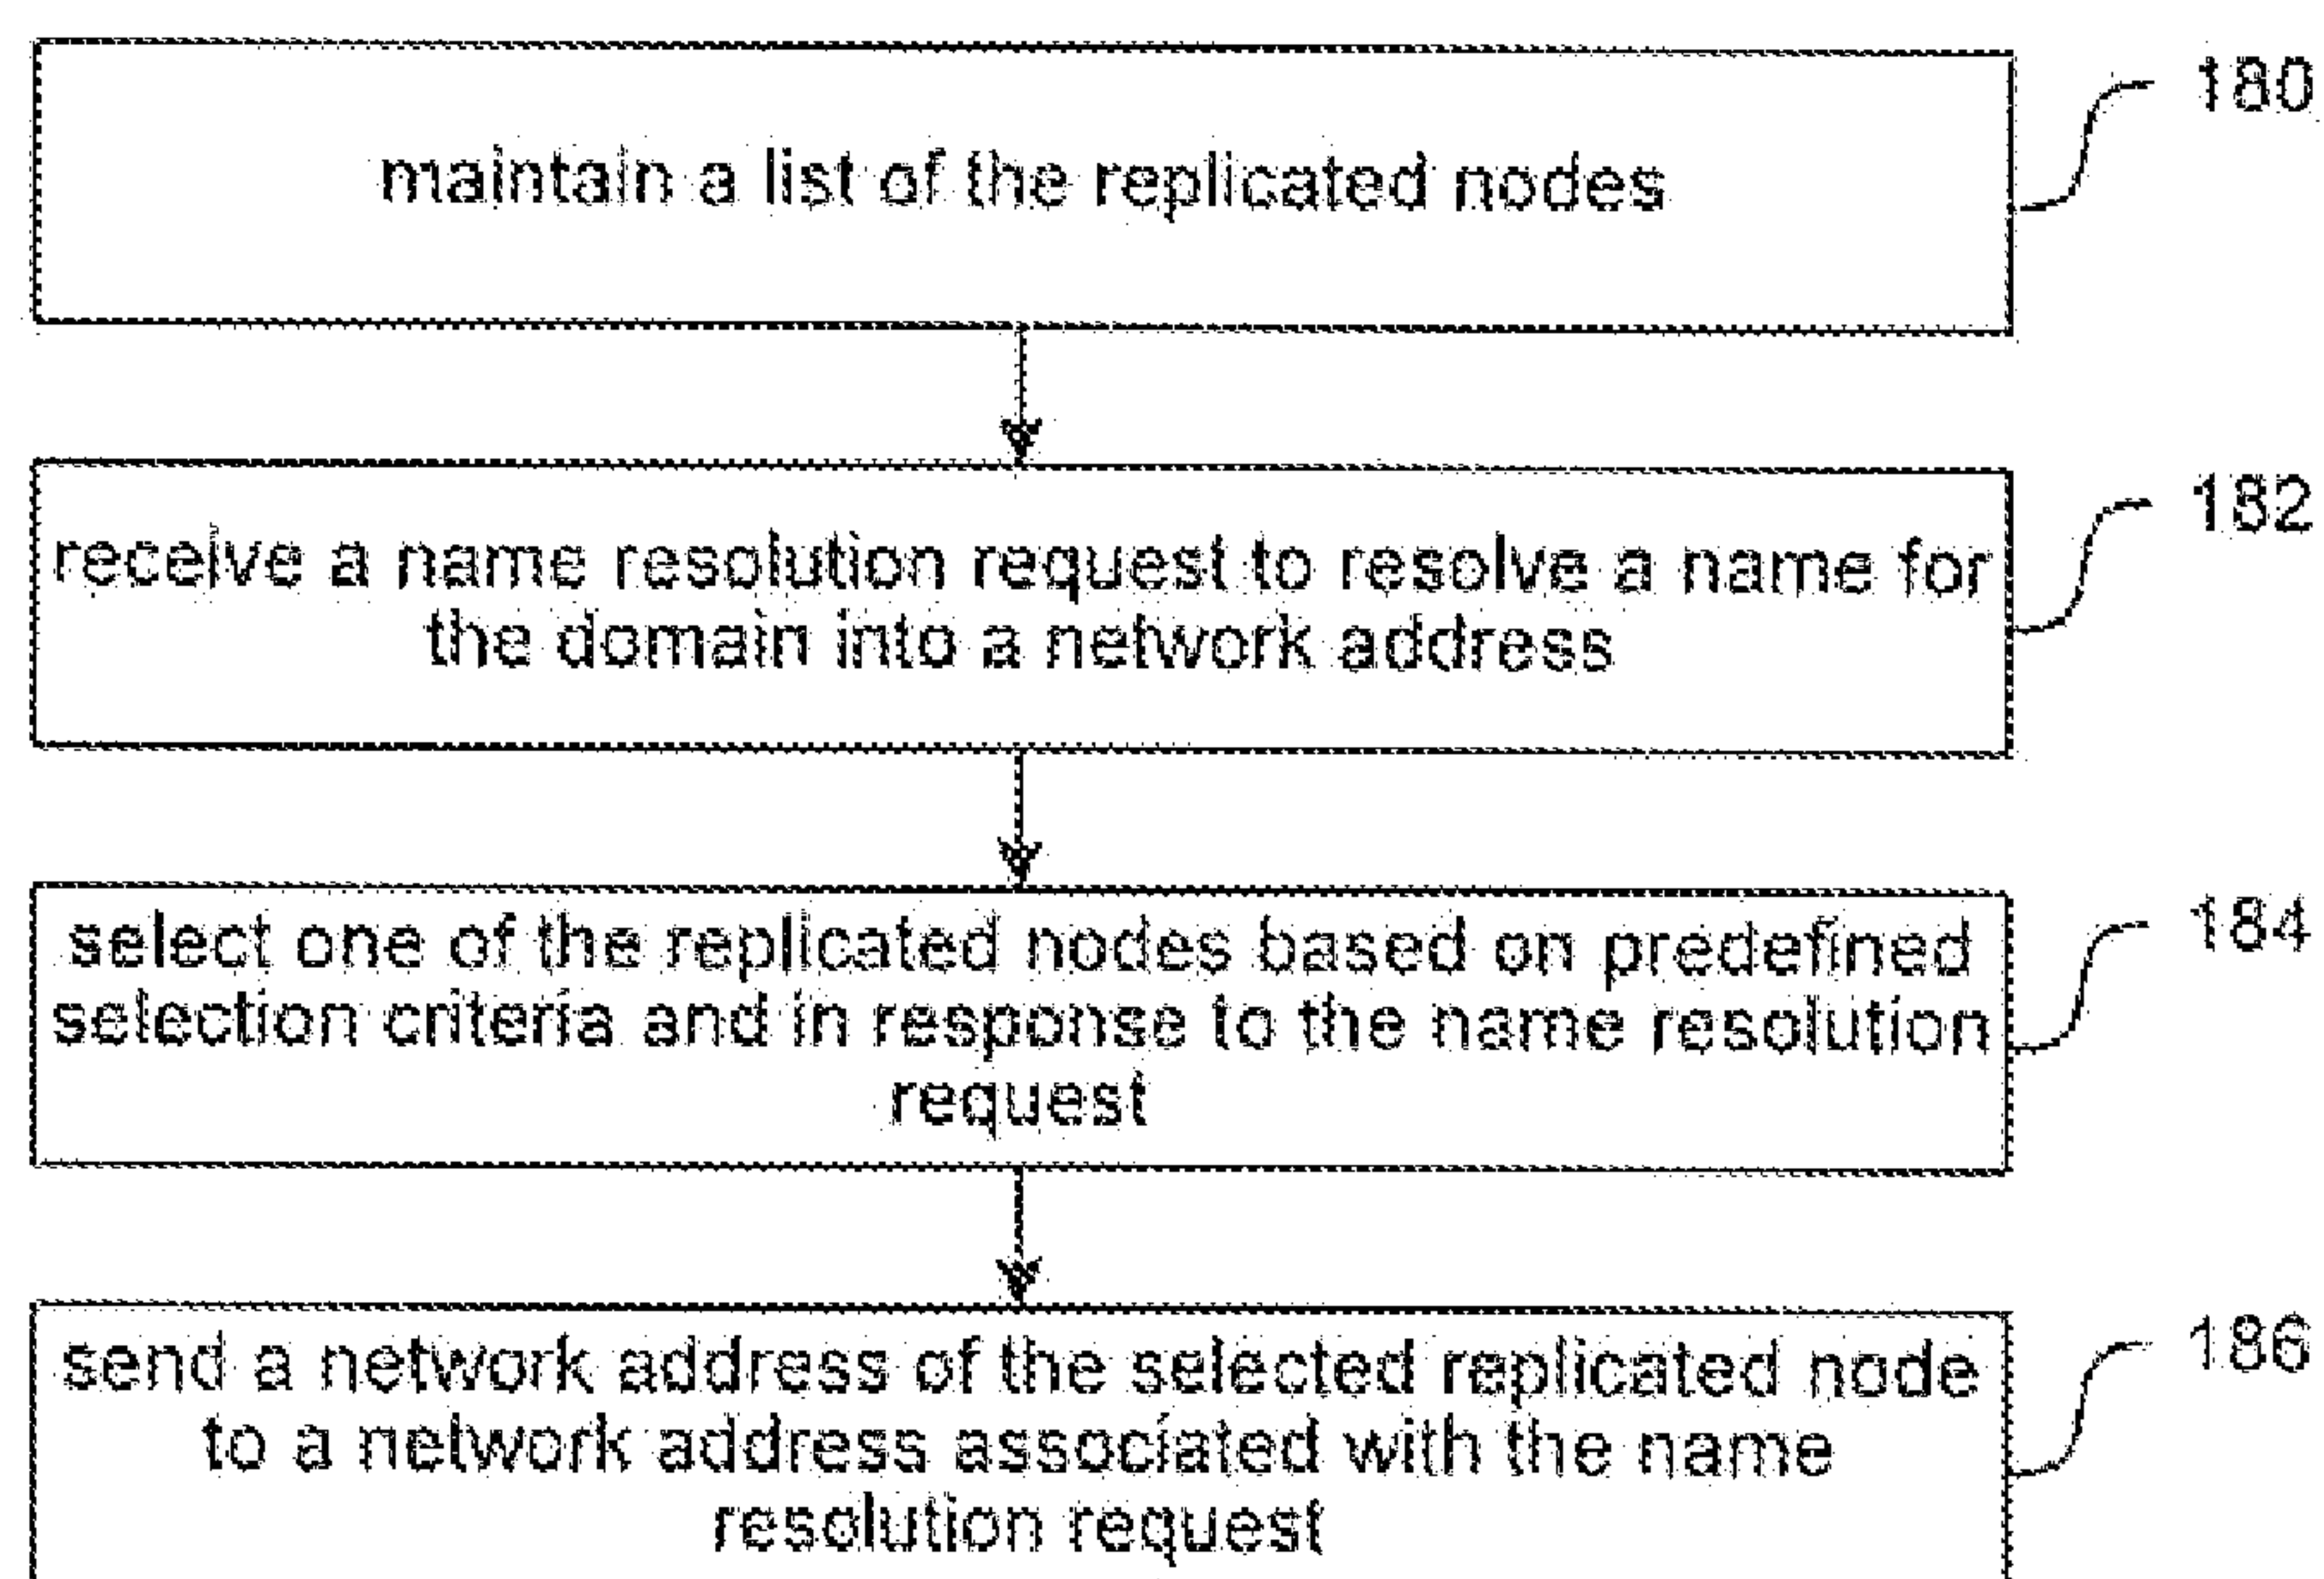 180
maintain a list of the replicated nodes
182
receive a name resolution request to resolve a name for
the domain into a network address
184
select one of the replicated nodes based on predefined
selection criteria and in response to the name resolution
request
186
send a network address of the selected replicated node
to a network address associated with the name
resolution request